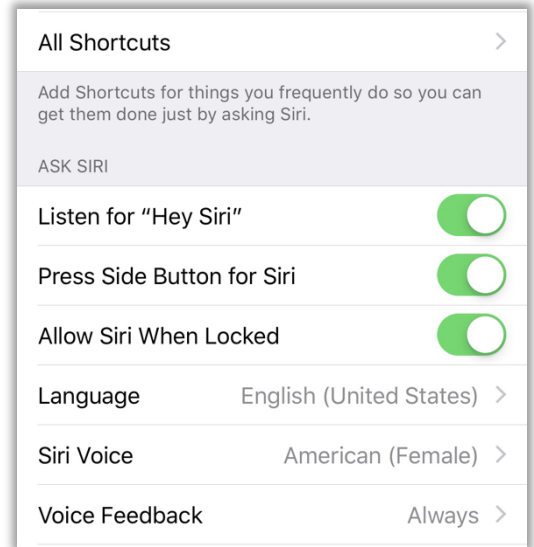 All Shortcuts
Add Shortcuts for things you frequently do so you can
get them done just by asking Siri.
ASK SIRI
Listen for “Hey Siri”
Press Side Button for Siri
Allow Siri When Locked
Language English (United States)
Siri Voice American (Female)
Voice Feedback Always